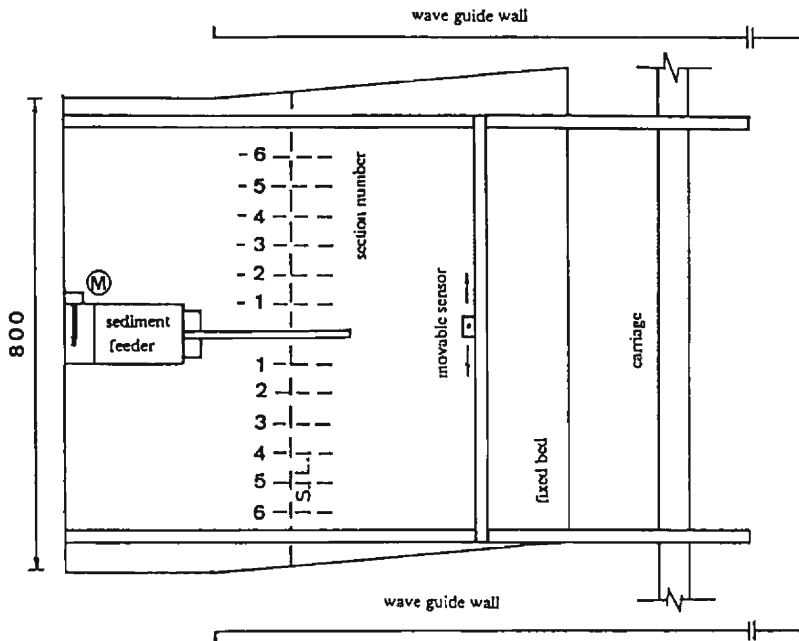 wave guide wall
- 6
- 5
- 4
- 3
- 2
- 1
section number
M
sediment
feeder
800
movable sensor
carriage
fixed bed
1
2
3
4
5
6
S.I.L.
wave guide wall